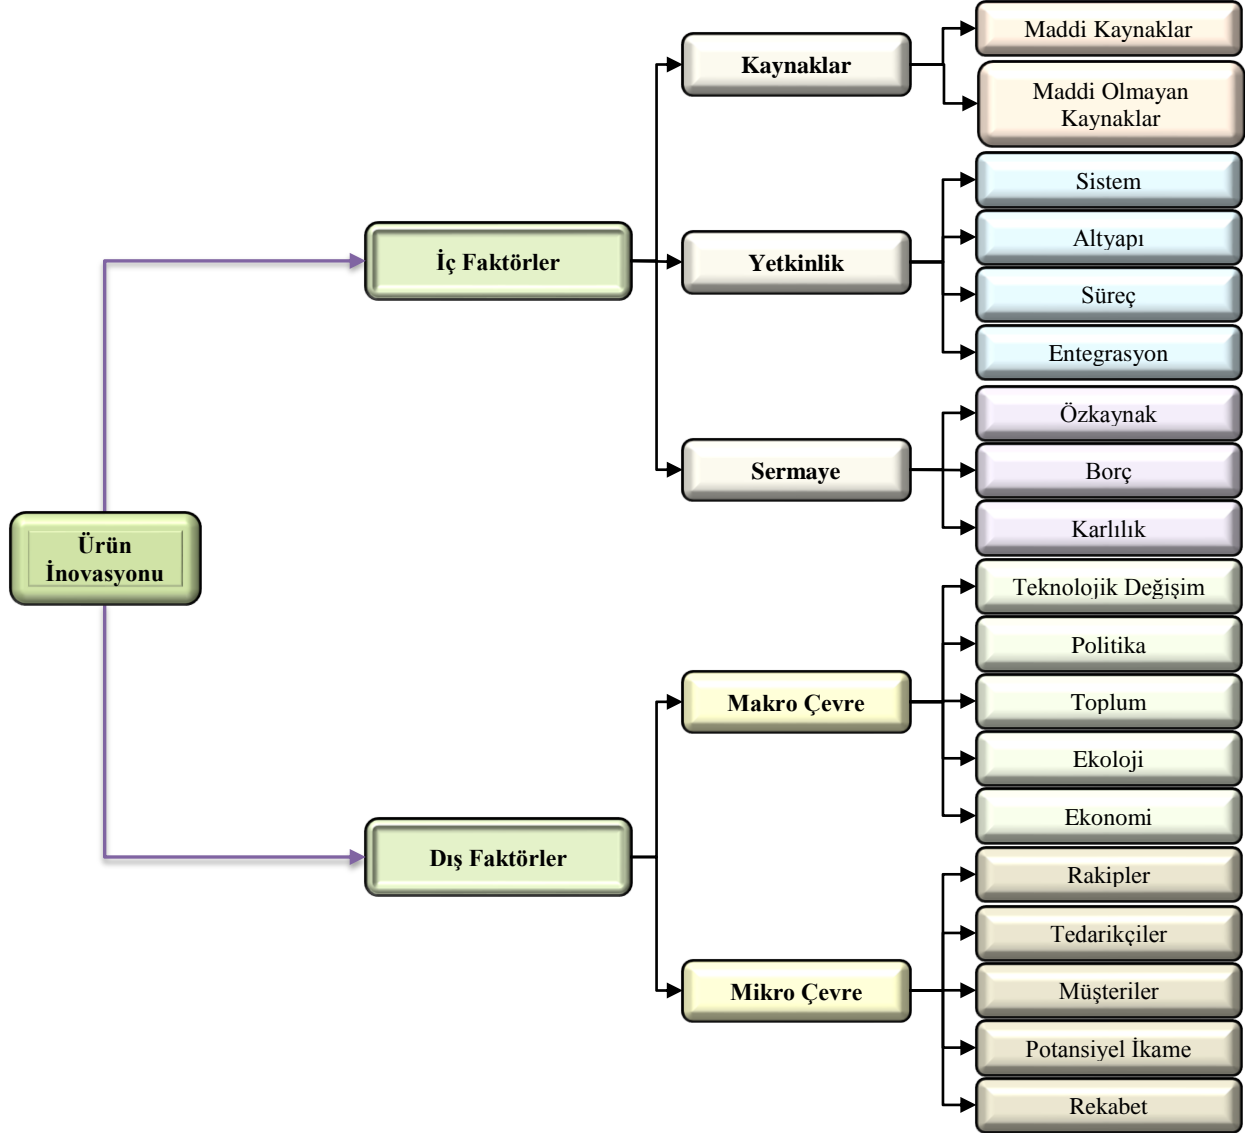 Ürün
İnovasyonu
İç Faktörler
Kaynaklar
Maddi Kaynaklar
Maddi Olmayan
Kaynaklar
Yetkinlik
Sistem
Altyapı
Süreç
Entegrasyon
Sermaye
Özkaynak
Borç
Karlılık
Dış Faktörler
Makro Çevre
Teknolojik Değişim
Politika
Toplum
Ekoloji
Ekonomi
Mikro Çevre
Rakipler
Tedarikçiler
Müşteriler
Potansiyel İkame
Rekabet